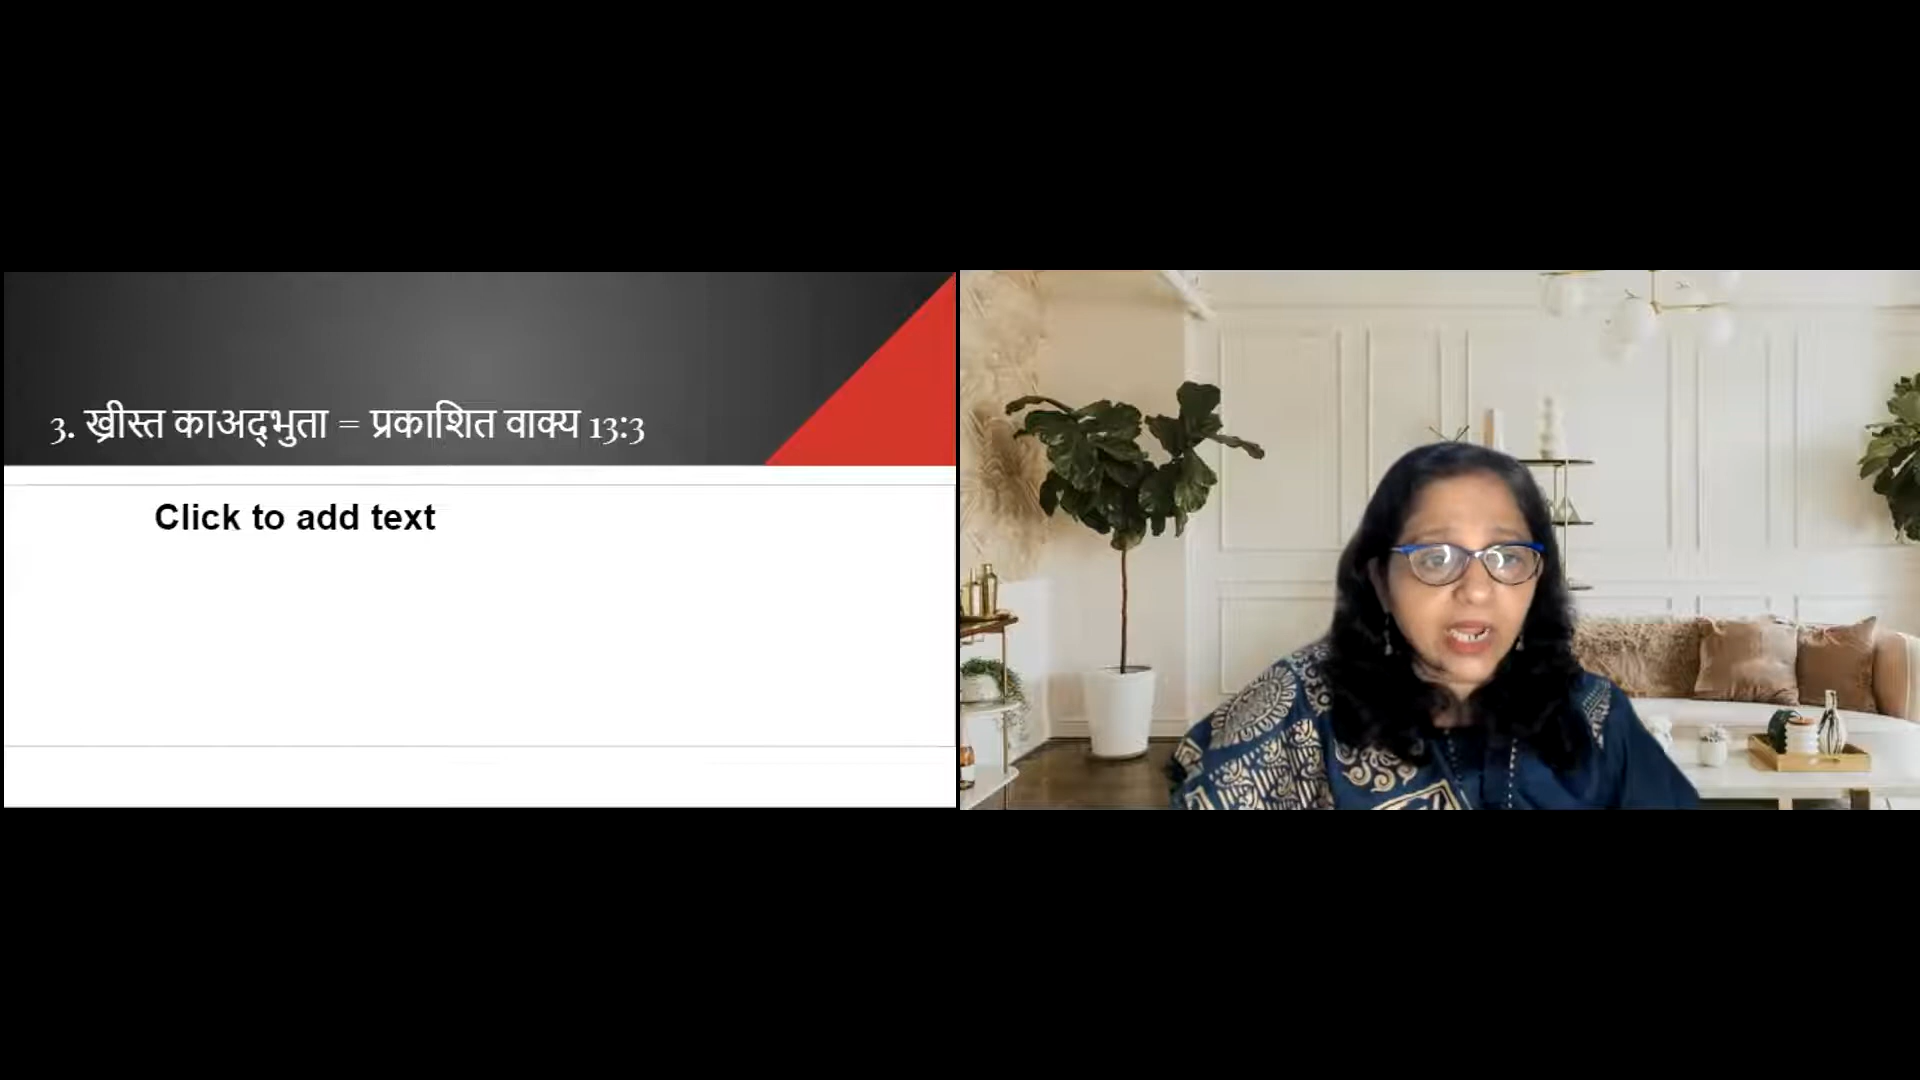 3. ख्रीस्त काअद्‌भुता = प्रकाशित वाक्य 13:3
Click to add text